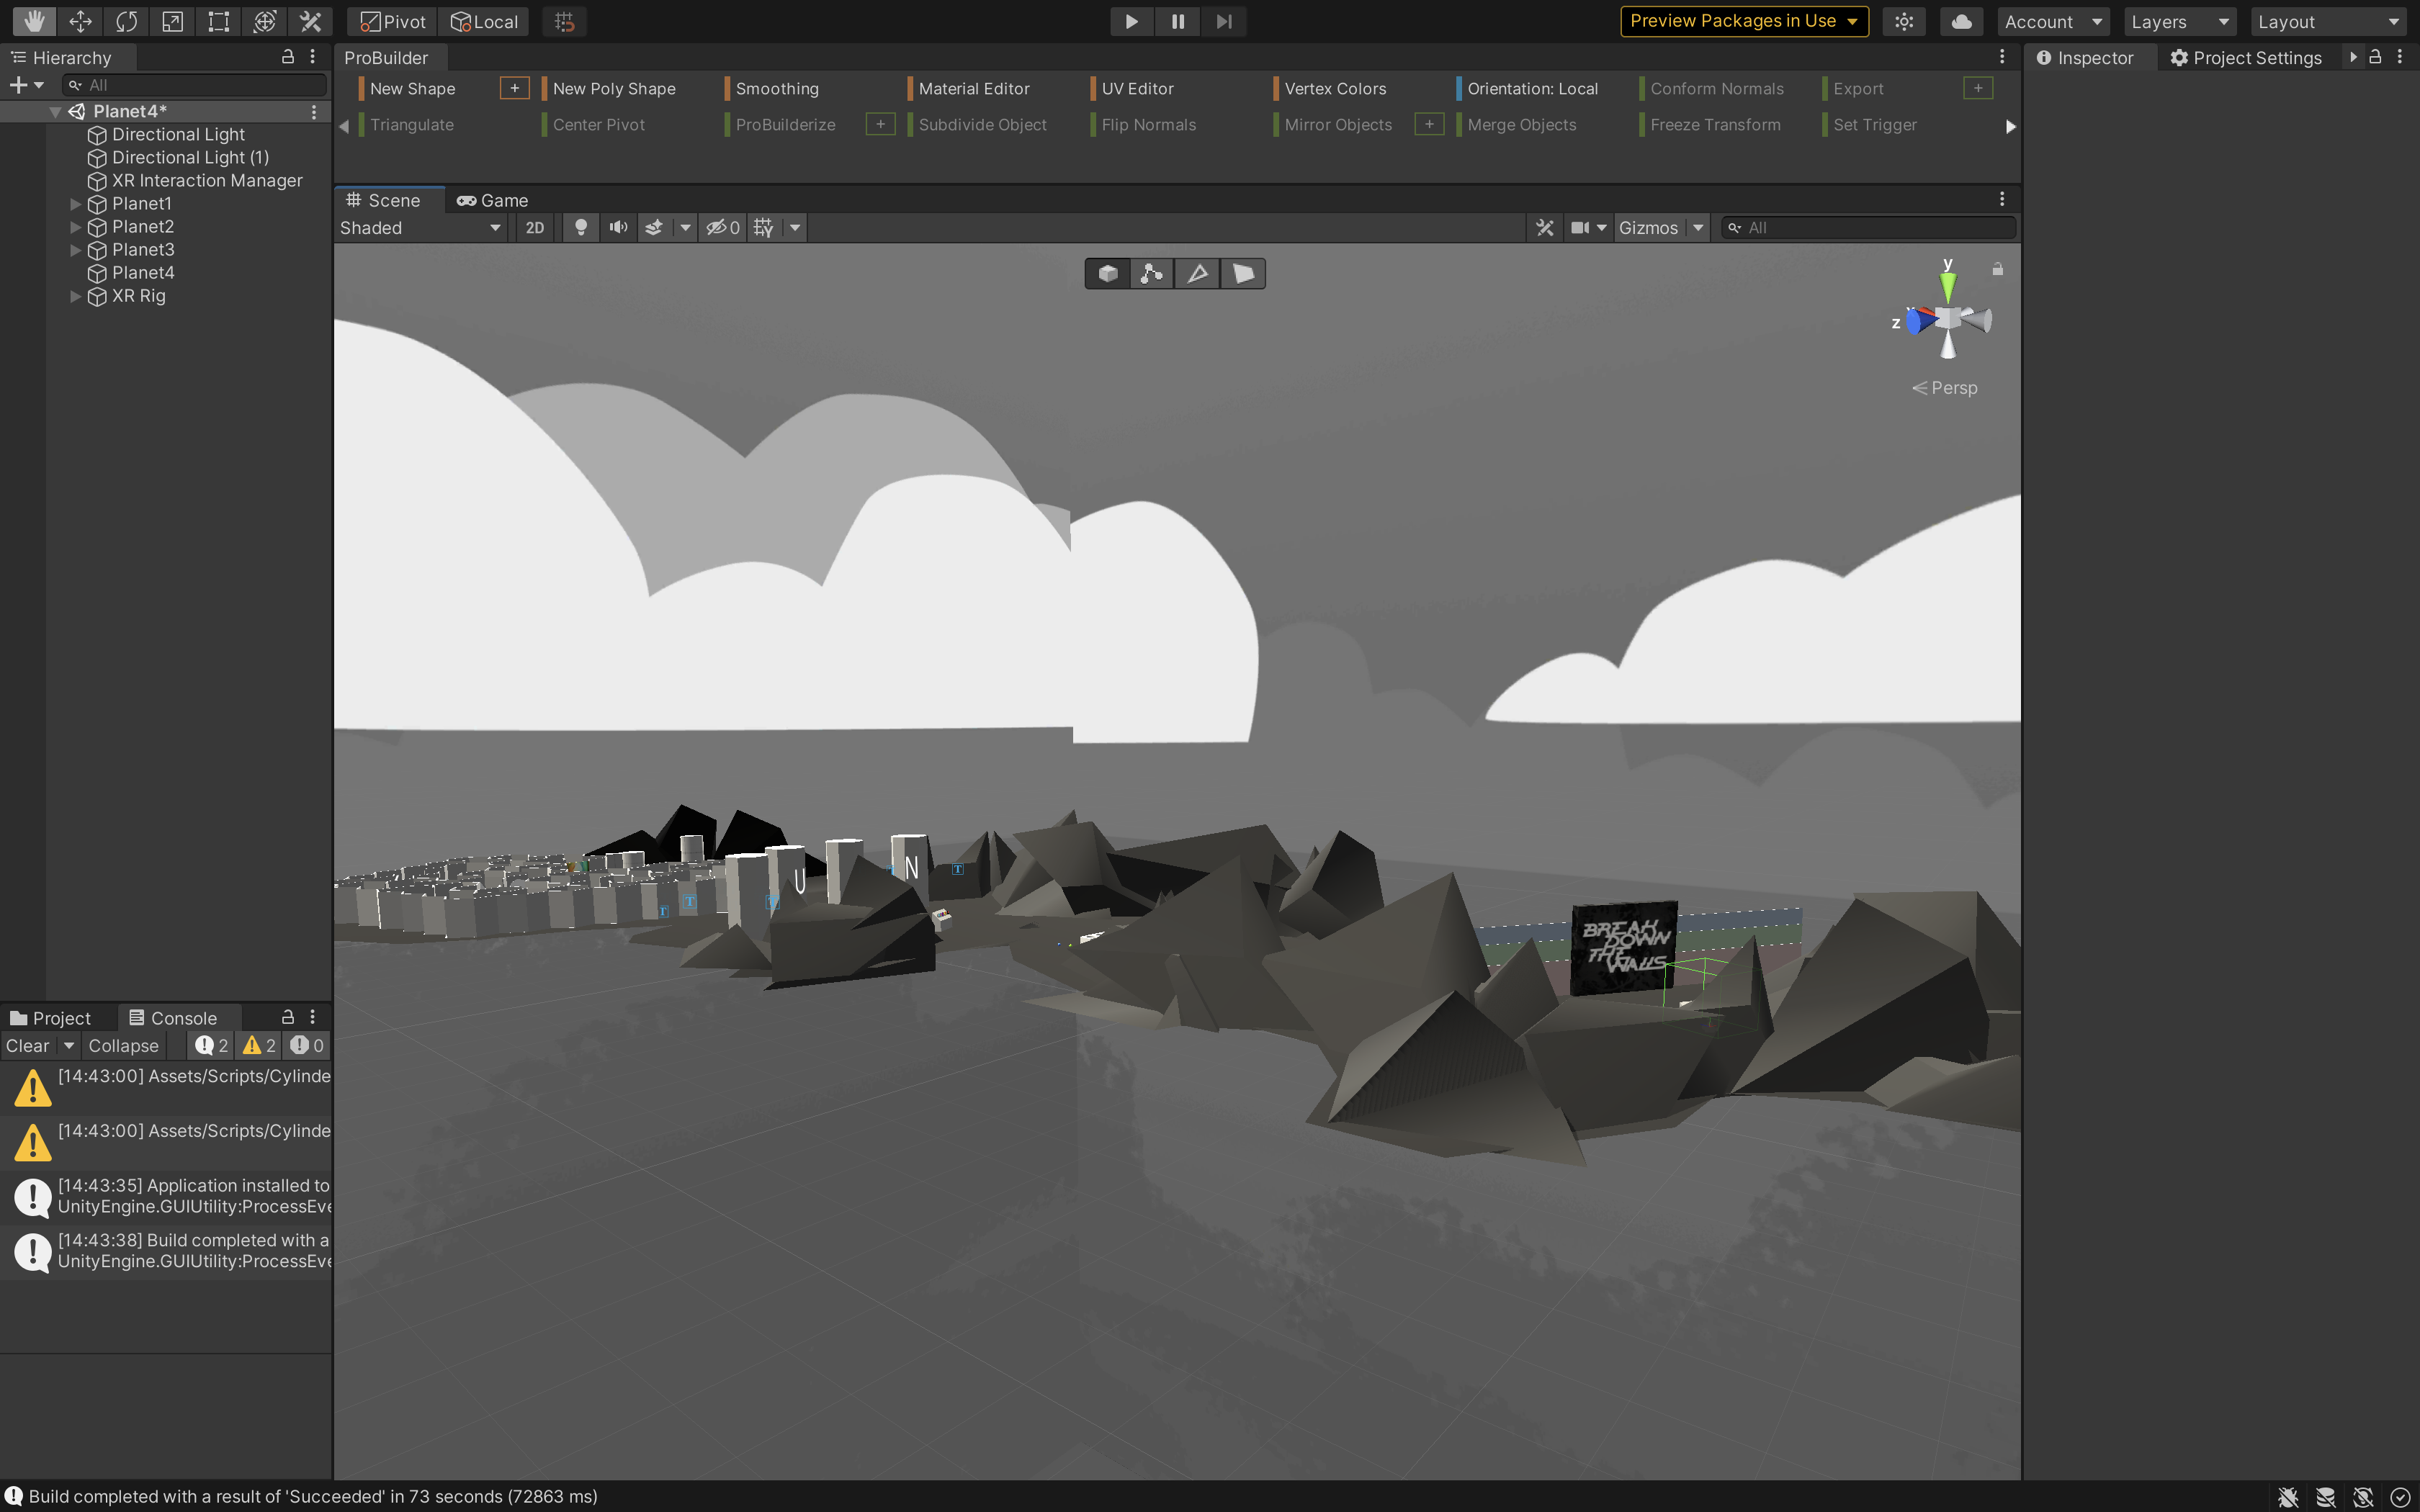 Pivot Local Preview Packages in Use Account Layers Layout
Hierarchy
All
Planet4*
Directional Light
Directional Light (1)
XR Interaction Manager
Planet1
Planet2
Planet3
Planet4
XR Rig
ProBuilder
New Shape + New Poly Shape Smoothing Material Editor UV Editor Vertex Colors Orientation: Local Conform Normals Export +
Triangulate Center Pivot ProBuilderize + Subdivide Object Flip Normals Mirror Objects + Merge Objects Freeze Transform Set Trigger
Scene Game
Shaded 2D 0 Gizmos All
y
z
Persp
U N
T T T T
BREAK
DOWN
THE
WALLS
Inspector Project Settings
Project Console
Clear Collapse 2 2 0
[14:43:00] Assets/Scripts/Cylinde
[14:43:00] Assets/Scripts/Cylinde
[14:43:35] Application installed to
UnityEngine.GUIUtility:ProcessEve
[14:43:38] Build completed with a
UnityEngine.GUIUtility:ProcessEve
Build completed with a result of 'Succeeded' in 73 seconds (72863 ms)